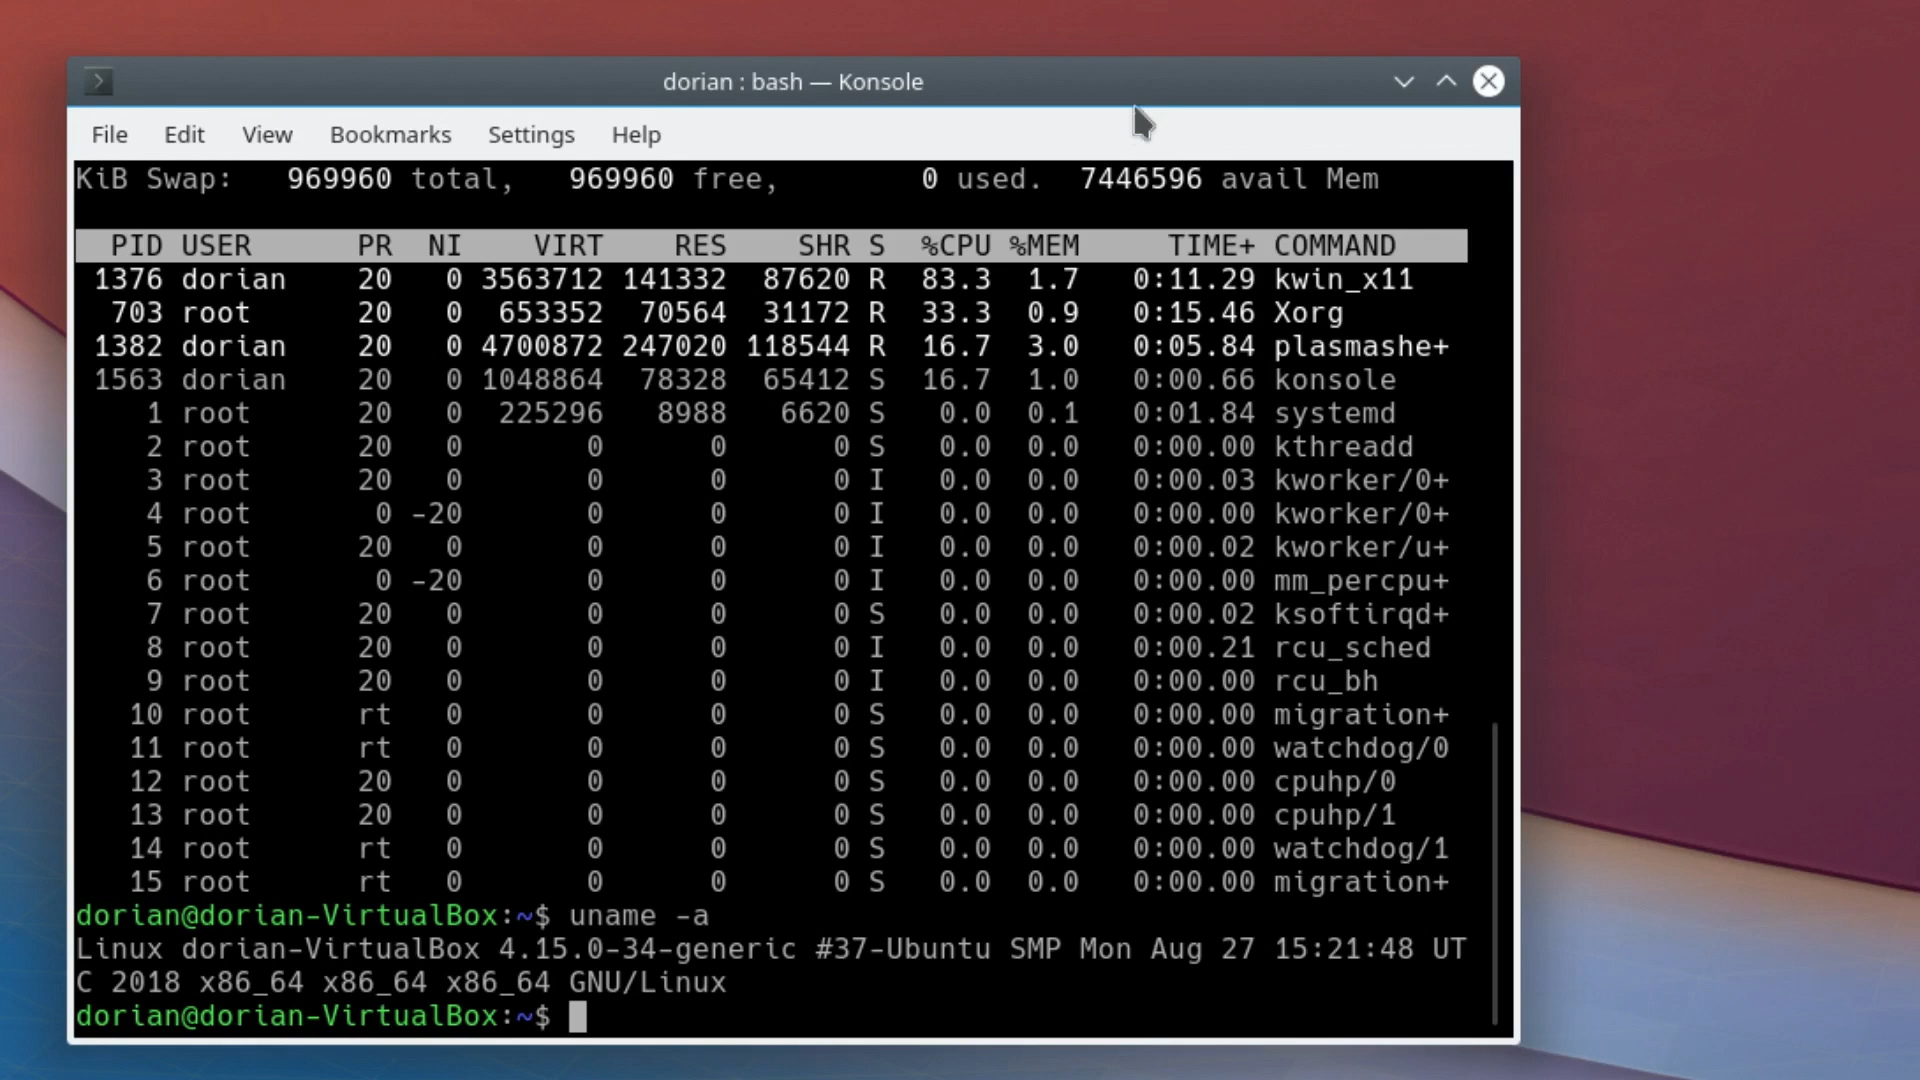 dorian : bash — Konsole
File Edit View Bookmarks Settings Help
KiB Swap:   969960 total,   969960 free,        0 used.  7446596 avail Mem
  PID USER      PR  NI    VIRT    RES    SHR S  %CPU %MEM     TIME+ COMMAND
 1376 dorian    20   0 3563712 141332  87620 R  83.3  1.7   0:11.29 kwin_x11
  703 root      20   0  653352  70564  31172 R  33.3  0.9   0:15.46 Xorg
 1382 dorian    20   0 4700872 247020 118544 R  16.7  3.0   0:05.84 plasmashe+
 1563 dorian    20   0 1048864  78328  65412 S  16.7  1.0   0:00.66 konsole
    1 root      20   0  225296   8988   6620 S   0.0  0.1   0:01.84 systemd
    2 root      20   0       0      0      0 S   0.0  0.0   0:00.00 kthreadd
    3 root      20   0       0      0      0 I   0.0  0.0   0:00.03 kworker/0+
    4 root       0 -20       0      0      0 I   0.0  0.0   0:00.00 kworker/0+
    5 root      20   0       0      0      0 I   0.0  0.0   0:00.02 kworker/u+
    6 root       0 -20       0      0      0 I   0.0  0.0   0:00.00 mm_percpu+
    7 root      20   0       0      0      0 S   0.0  0.0   0:00.02 ksoftirqd+
    8 root      20   0       0      0      0 I   0.0  0.0   0:00.21 rcu_sched
    9 root      20   0       0      0      0 I   0.0  0.0   0:00.00 rcu_bh
   10 root      rt   0       0      0      0 S   0.0  0.0   0:00.00 migration+
   11 root      rt   0       0      0      0 S   0.0  0.0   0:00.00 watchdog/0
   12 root      20   0       0      0      0 S   0.0  0.0   0:00.00 cpuhp/0
   13 root      20   0       0      0      0 S   0.0  0.0   0:00.00 cpuhp/1
   14 root      rt   0       0      0      0 S   0.0  0.0   0:00.00 watchdog/1
   15 root      rt   0       0      0      0 S   0.0  0.0   0:00.00 migration+
dorian@dorian-VirtualBox:~$ uname -a
Linux dorian-VirtualBox 4.15.0-34-generic #37-Ubuntu SMP Mon Aug 27 15:21:48 UT
C 2018 x86_64 x86_64 x86_64 GNU/Linux
dorian@dorian-VirtualBox:~$